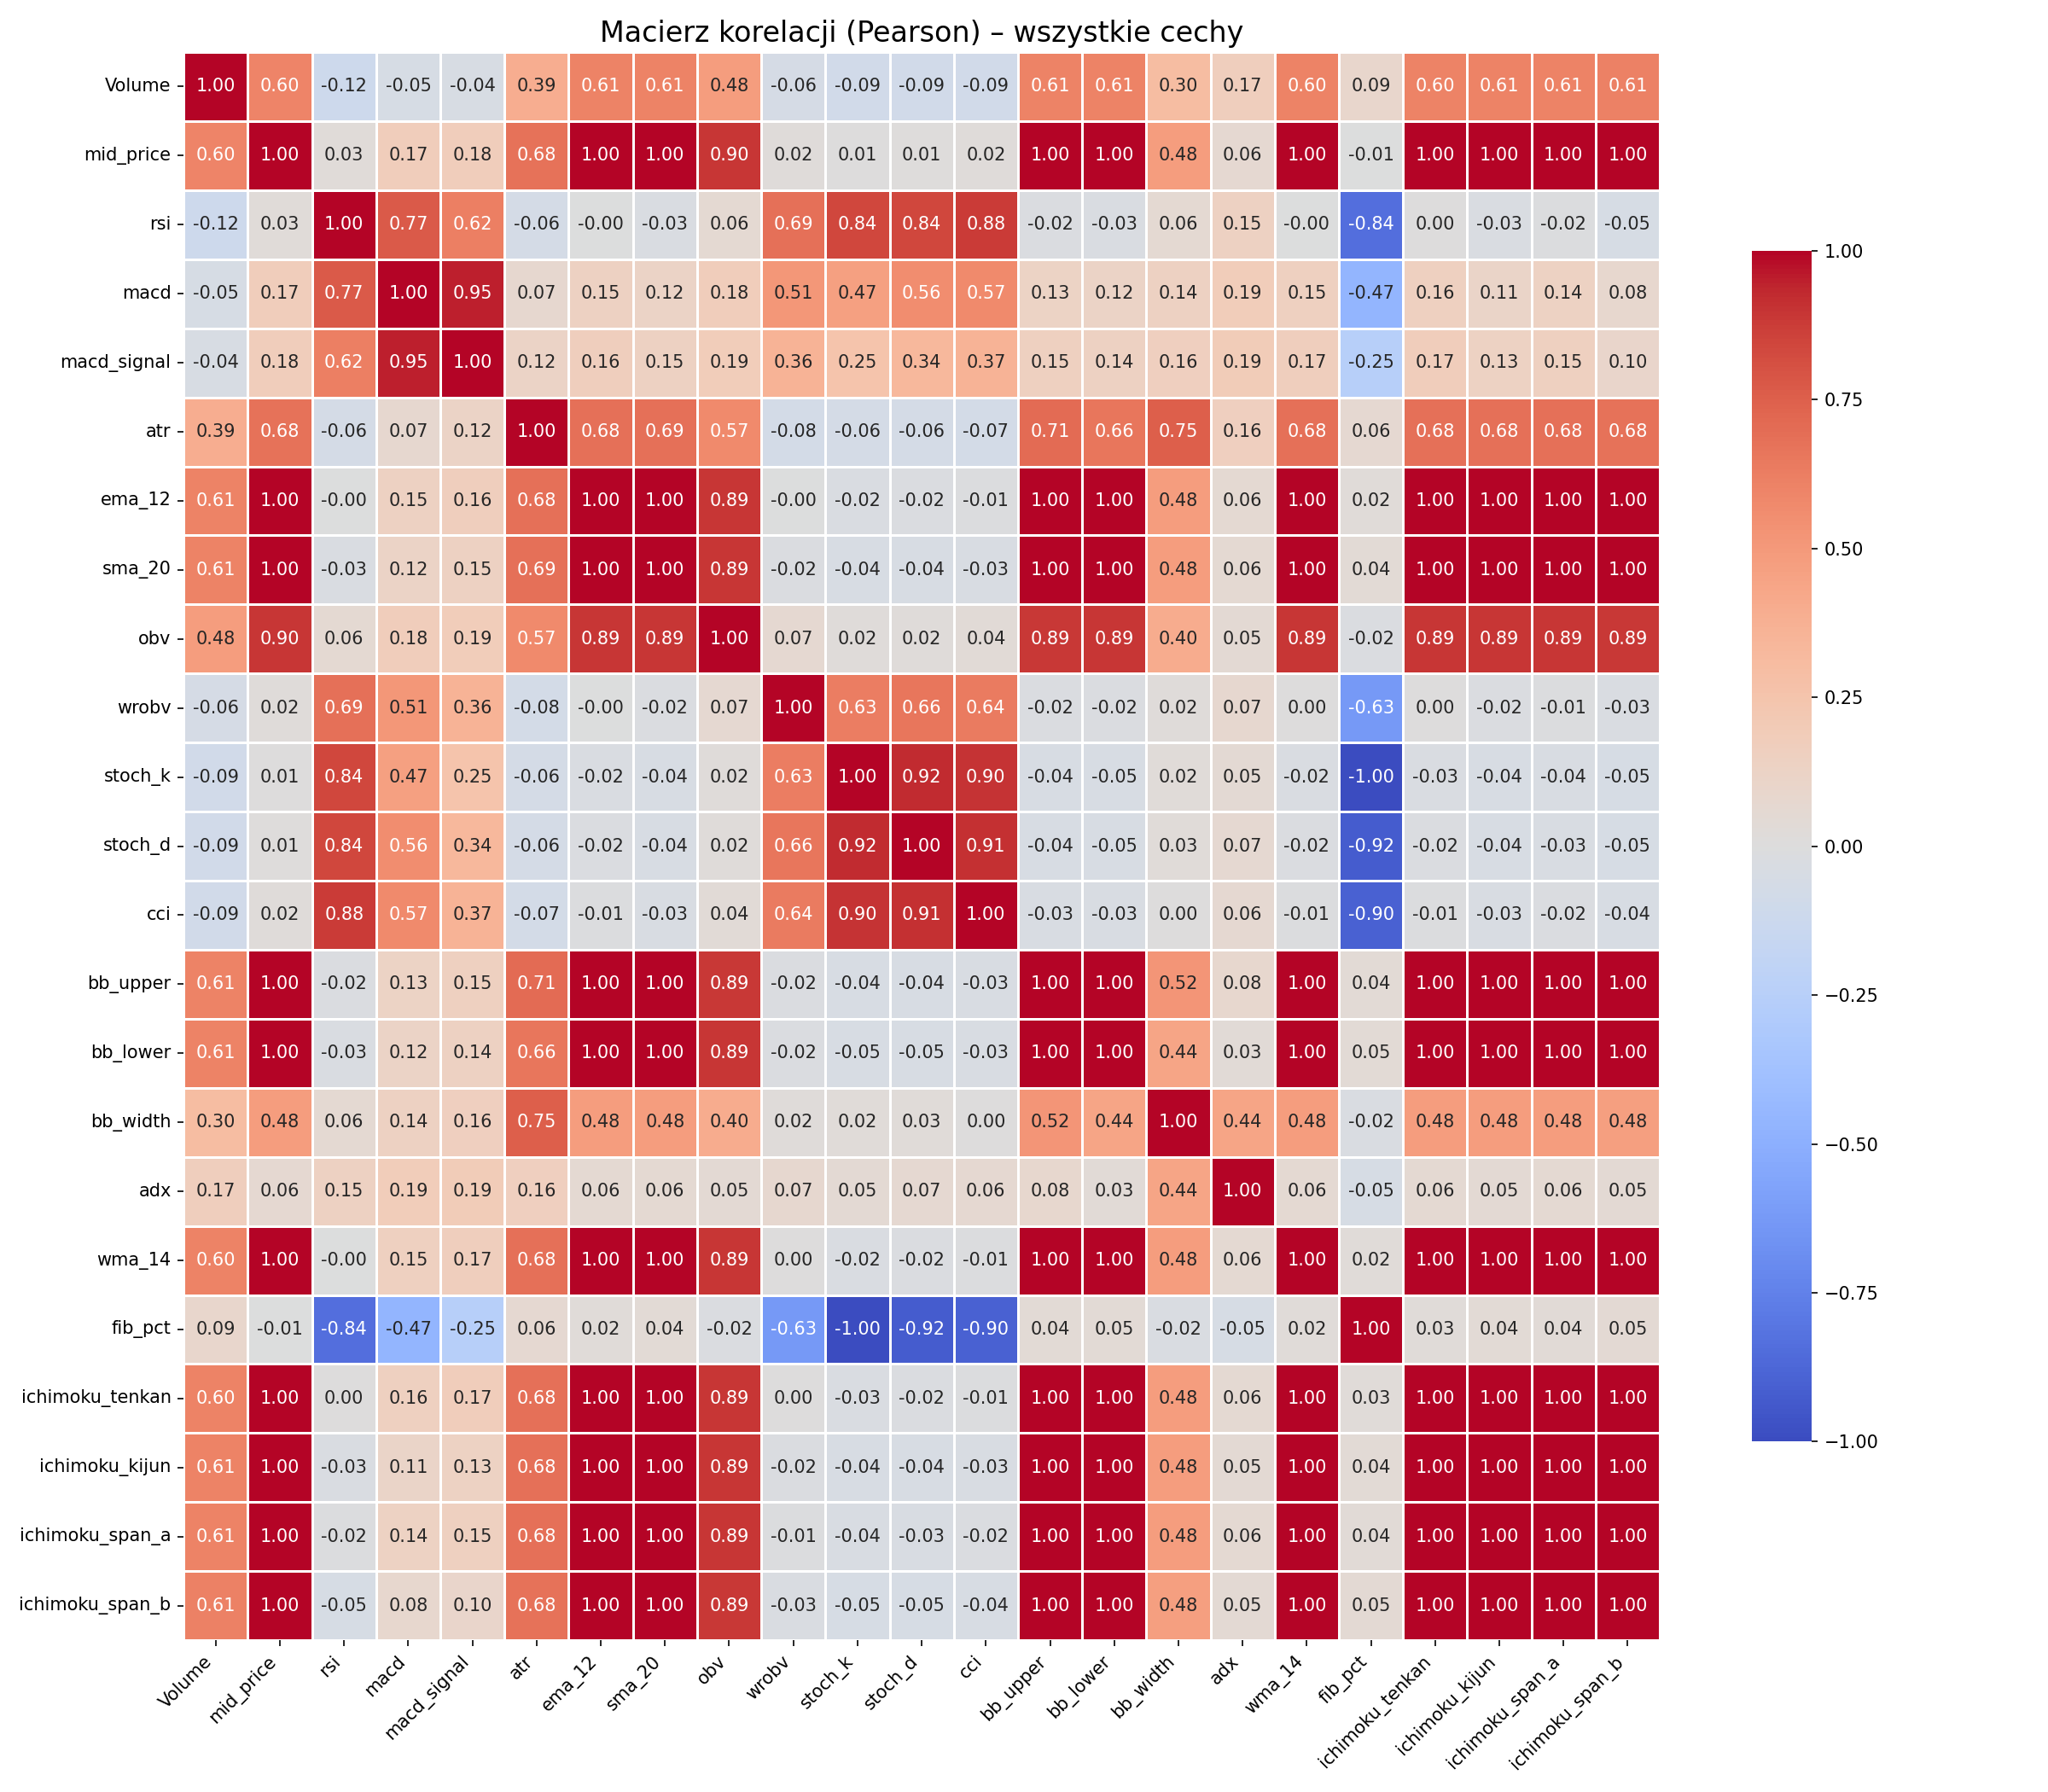 Macierz korelacji (Pearson) – wszystkie cechy
Volume 1.00 0.60 -0.12 -0.05 -0.04 0.39 0.61 0.61 0.48 -0.06 -0.09 -0.09 -0.09 0.61 0.61 0.30 0.17 0.60 0.09 0.60 0.61 0.61 0.61
mid_price 0.60 1.00 0.03 0.17 0.18 0.68 1.00 1.00 0.90 0.02 0.01 0.01 0.02 1.00 1.00 0.48 0.06 1.00 -0.01 1.00 1.00 1.00 1.00
rsi -0.12 0.03 1.00 0.77 0.62 -0.06 -0.00 -0.03 0.06 0.69 0.84 0.84 0.88 -0.02 -0.03 0.06 0.15 -0.00 -0.84 0.00 -0.03 -0.02 -0.05
macd -0.05 0.17 0.77 1.00 0.95 0.07 0.15 0.12 0.18 0.51 0.47 0.56 0.57 0.13 0.12 0.14 0.19 0.15 -0.47 0.16 0.11 0.14 0.08
macd_signal -0.04 0.18 0.62 0.95 1.00 0.12 0.16 0.15 0.19 0.36 0.25 0.34 0.37 0.15 0.14 0.16 0.19 0.17 -0.25 0.17 0.13 0.15 0.10
atr 0.39 0.68 -0.06 0.07 0.12 1.00 0.68 0.69 0.57 -0.08 -0.06 -0.06 -0.07 0.71 0.66 0.75 0.16 0.68 0.06 0.68 0.68 0.68 0.68
ema_12 0.61 1.00 -0.00 0.15 0.16 0.68 1.00 1.00 0.89 -0.00 -0.02 -0.02 -0.01 1.00 1.00 0.48 0.06 1.00 0.02 1.00 1.00 1.00 1.00
sma_20 0.61 1.00 -0.03 0.12 0.15 0.69 1.00 1.00 0.89 -0.02 -0.04 -0.04 -0.03 1.00 1.00 0.48 0.06 1.00 0.04 1.00 1.00 1.00 1.00
obv 0.48 0.90 0.06 0.18 0.19 0.57 0.89 0.89 1.00 0.07 0.02 0.02 0.04 0.89 0.89 0.40 0.05 0.89 -0.02 0.89 0.89 0.89 0.89
wrobv -0.06 0.02 0.69 0.51 0.36 -0.08 -0.00 -0.02 0.07 1.00 0.63 0.66 0.64 -0.02 -0.02 0.02 0.07 0.00 -0.63 0.00 -0.02 -0.01 -0.03
stoch_k -0.09 0.01 0.84 0.47 0.25 -0.06 -0.02 -0.04 0.02 0.63 1.00 0.92 0.90 -0.04 -0.05 0.02 0.05 -0.02 -1.00 -0.03 -0.04 -0.04 -0.05
stoch_d -0.09 0.01 0.84 0.56 0.34 -0.06 -0.02 -0.04 0.02 0.66 0.92 1.00 0.91 -0.04 -0.05 0.03 0.07 -0.02 -0.92 -0.02 -0.04 -0.03 -0.05
cci -0.09 0.02 0.88 0.57 0.37 -0.07 -0.01 -0.03 0.04 0.64 0.90 0.91 1.00 -0.03 -0.03 0.00 0.06 -0.01 -0.90 -0.01 -0.03 -0.02 -0.04
bb_upper 0.61 1.00 -0.02 0.13 0.15 0.71 1.00 1.00 0.89 -0.02 -0.04 -0.04 -0.03 1.00 1.00 0.52 0.08 1.00 0.04 1.00 1.00 1.00 1.00
bb_lower 0.61 1.00 -0.03 0.12 0.14 0.66 1.00 1.00 0.89 -0.02 -0.05 -0.05 -0.03 1.00 1.00 0.44 0.03 1.00 0.05 1.00 1.00 1.00 1.00
bb_width 0.30 0.48 0.06 0.14 0.16 0.75 0.48 0.48 0.40 0.02 0.02 0.03 0.00 0.52 0.44 1.00 0.44 0.48 -0.02 0.48 0.48 0.48 0.48
adx 0.17 0.06 0.15 0.19 0.19 0.16 0.06 0.06 0.05 0.07 0.05 0.07 0.06 0.08 0.03 0.44 1.00 0.06 -0.05 0.06 0.05 0.06 0.05
wma_14 0.60 1.00 -0.00 0.15 0.17 0.68 1.00 1.00 0.89 0.00 -0.02 -0.02 -0.01 1.00 1.00 0.48 0.06 1.00 0.02 1.00 1.00 1.00 1.00
fib_pct 0.09 -0.01 -0.84 -0.47 -0.25 0.06 0.02 0.04 -0.02 -0.63 -1.00 -0.92 -0.90 0.04 0.05 -0.02 -0.05 0.02 1.00 0.03 0.04 0.04 0.05
ichimoku_tenkan 0.60 1.00 0.00 0.16 0.17 0.68 1.00 1.00 0.89 0.00 -0.03 -0.02 -0.01 1.00 1.00 0.48 0.06 1.00 0.03 1.00 1.00 1.00 1.00
ichimoku_kijun 0.61 1.00 -0.03 0.11 0.13 0.68 1.00 1.00 0.89 -0.02 -0.04 -0.04 -0.03 1.00 1.00 0.48 0.05 1.00 0.04 1.00 1.00 1.00 1.00
ichimoku_span_a 0.61 1.00 -0.02 0.14 0.15 0.68 1.00 1.00 0.89 -0.01 -0.04 -0.03 -0.02 1.00 1.00 0.48 0.06 1.00 0.04 1.00 1.00 1.00 1.00
ichimoku_span_b 0.61 1.00 -0.05 0.08 0.10 0.68 1.00 1.00 0.89 -0.03 -0.05 -0.05 -0.04 1.00 1.00 0.48 0.05 1.00 0.05 1.00 1.00 1.00 1.00
Volume mid_price rsi macd macd_signal atr ema_12 sma_20 obv wrobv stoch_k stoch_d cci bb_upper bb_lower bb_width adx wma_14 fib_pct ichimoku_tenkan ichimoku_kijun ichimoku_span_a ichimoku_span_b
1.00
0.75
0.50
0.25
0.00
−0.25
−0.50
−0.75
−1.00